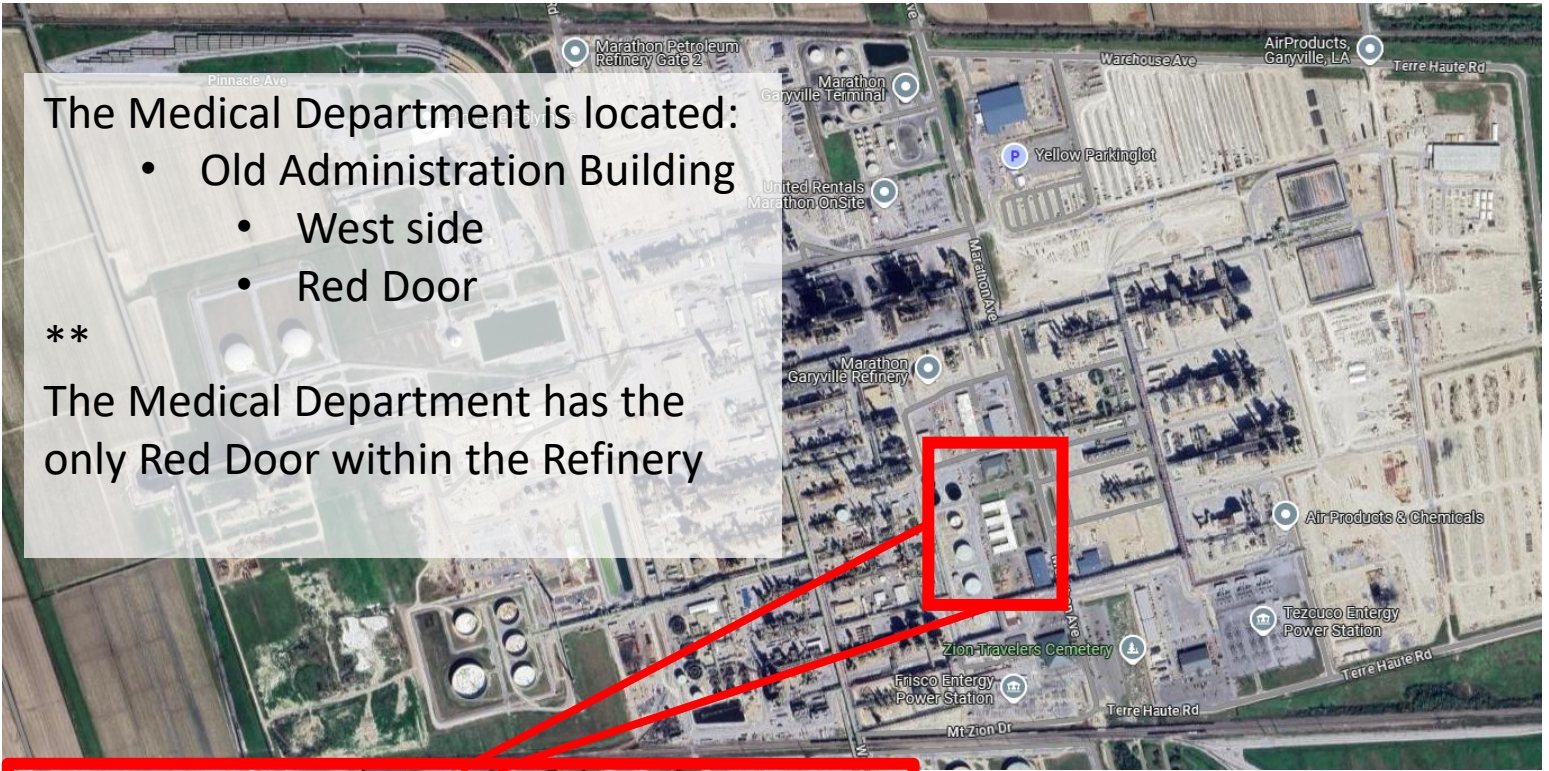 Marathon Petroleum
Refinery Gate 2
AirProducts,
Garyville, LA
Warehouse Ave
Terre Haute Rd
Pinnacle Ave
Marathon
Garyville Terminal
The Medical Department is located:
• Old Administration Building
• West side
• Red Door
**
The Medical Department has the
only Red Door within the Refinery
P
Yellow Parkinglot
United Rentals
Marathon OnSite
Marathon Ave
Marathon
Garyville Refinery
Air Products & Chemicals
Tezcuco Entergy
Power Station
Zion Travelers Cemetery
Frisco Entergy
Power Station
Terre Haute Rd
Terre Haute Rd
Mt Zion Dr